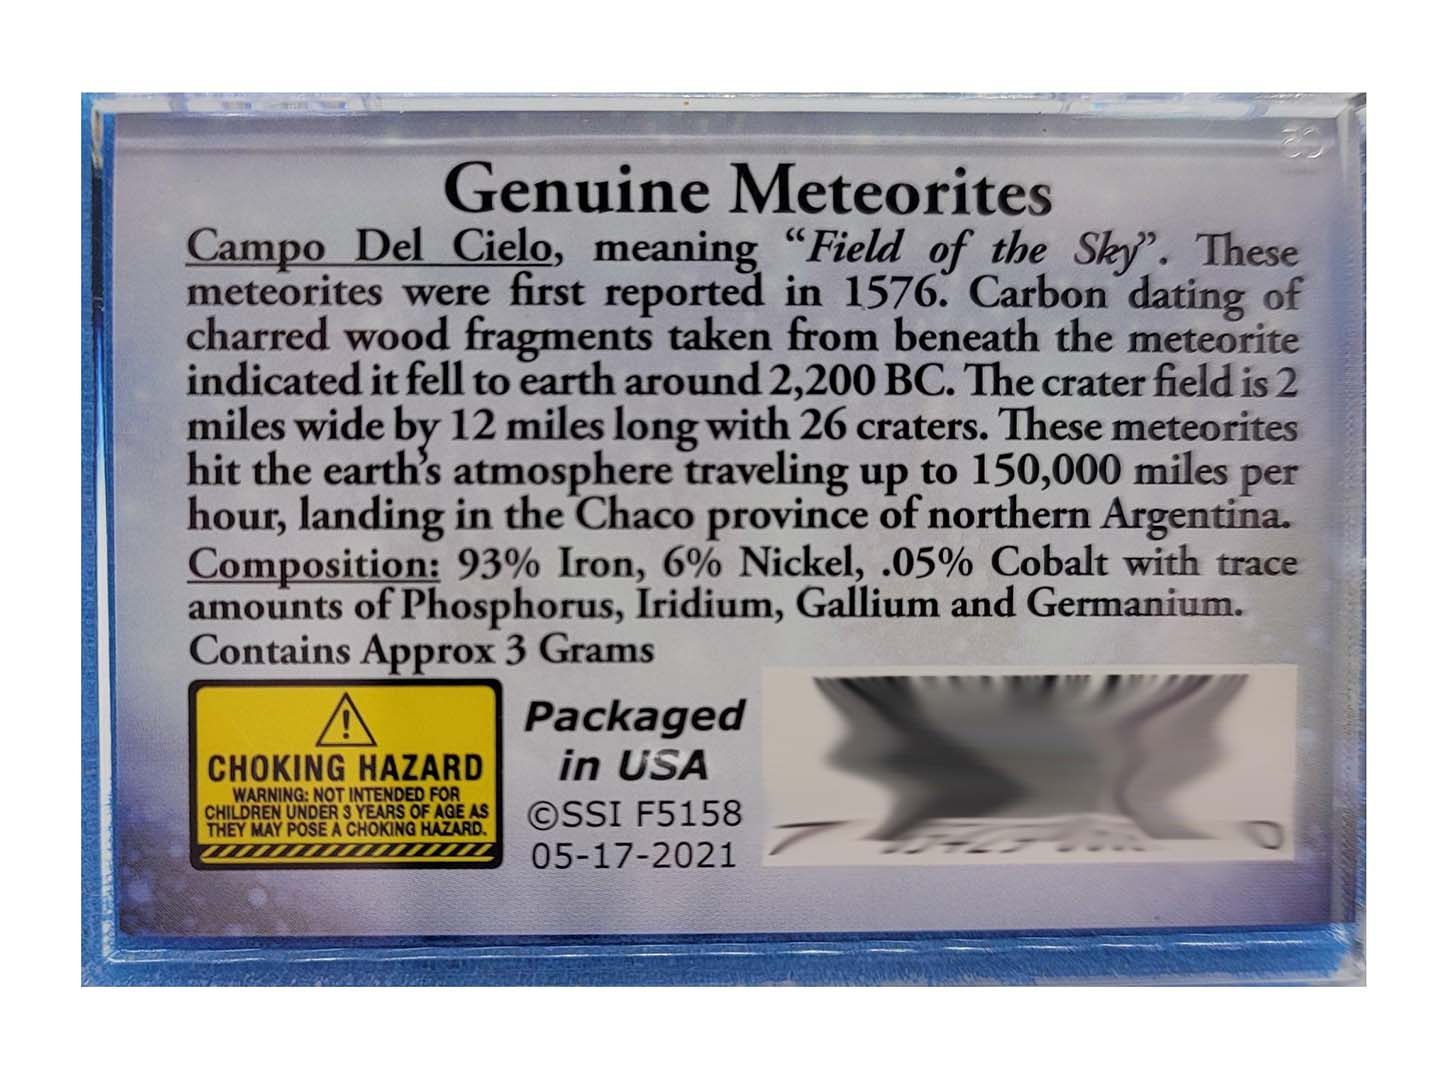 Genuine Meteorites
Campo Del Cielo, meaning “Field of the Sky”. These
meteorites were first reported in 1576. Carbon dating of
charred wood fragments taken from beneath the meteorite
indicated it fell to earth around 2,200 BC. The crater field is 2
miles wide by 12 miles long with 26 craters. These meteorites
hit the earth's atmosphere traveling up to 150,000 miles per
hour, landing in the Chaco province of northern Argentina.
Composition: 93% Iron, 6% Nickel, .05% Cobalt with trace
amounts of Phosphorus, Iridium, Gallium and Germanium.
Contains Approx 3 Grams
CHOKING HAZARD
WARNING: NOT INTENDED FOR
CHILDREN UNDER 3 YEARS OF AGE AS
THEY MAY POSE A CHOKING HAZARD.
Packaged
in USA
©SSI F5158
05-17-2021